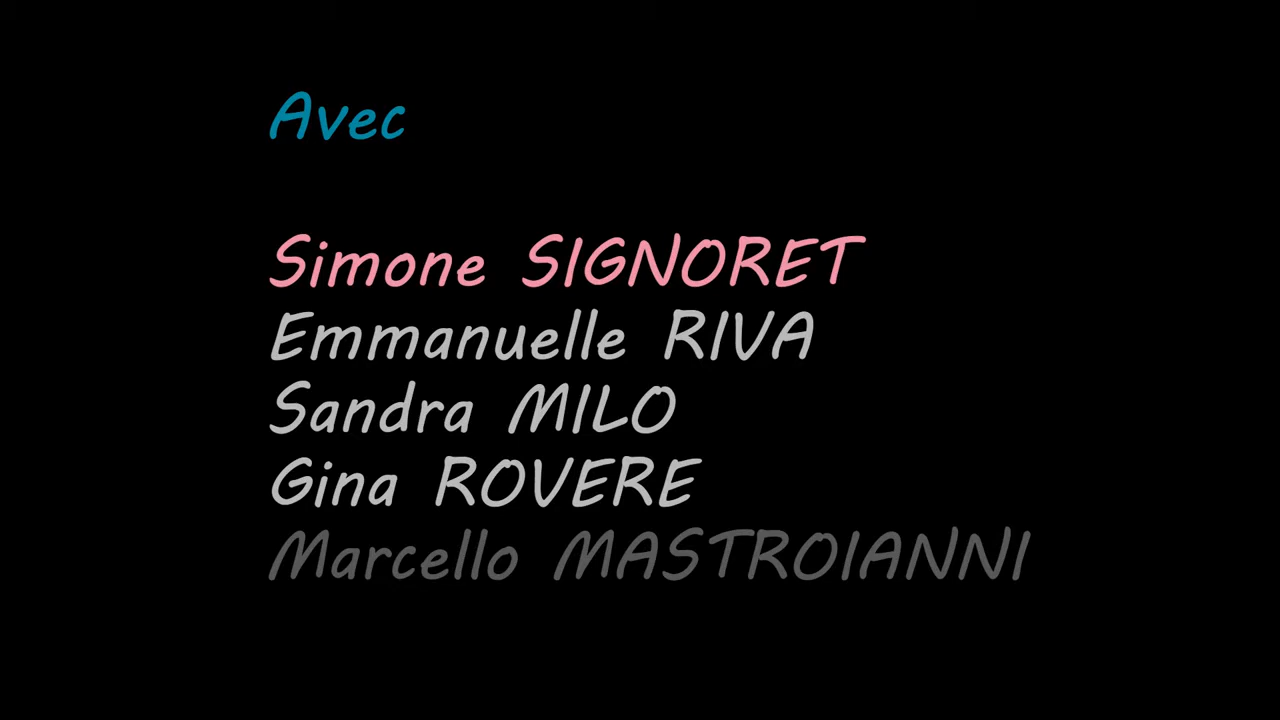 Avec
Simone SIGNORET
Emmanuelle RIVA
Sandra MILO
Gina ROVERE
Marcello MASTROIANNI